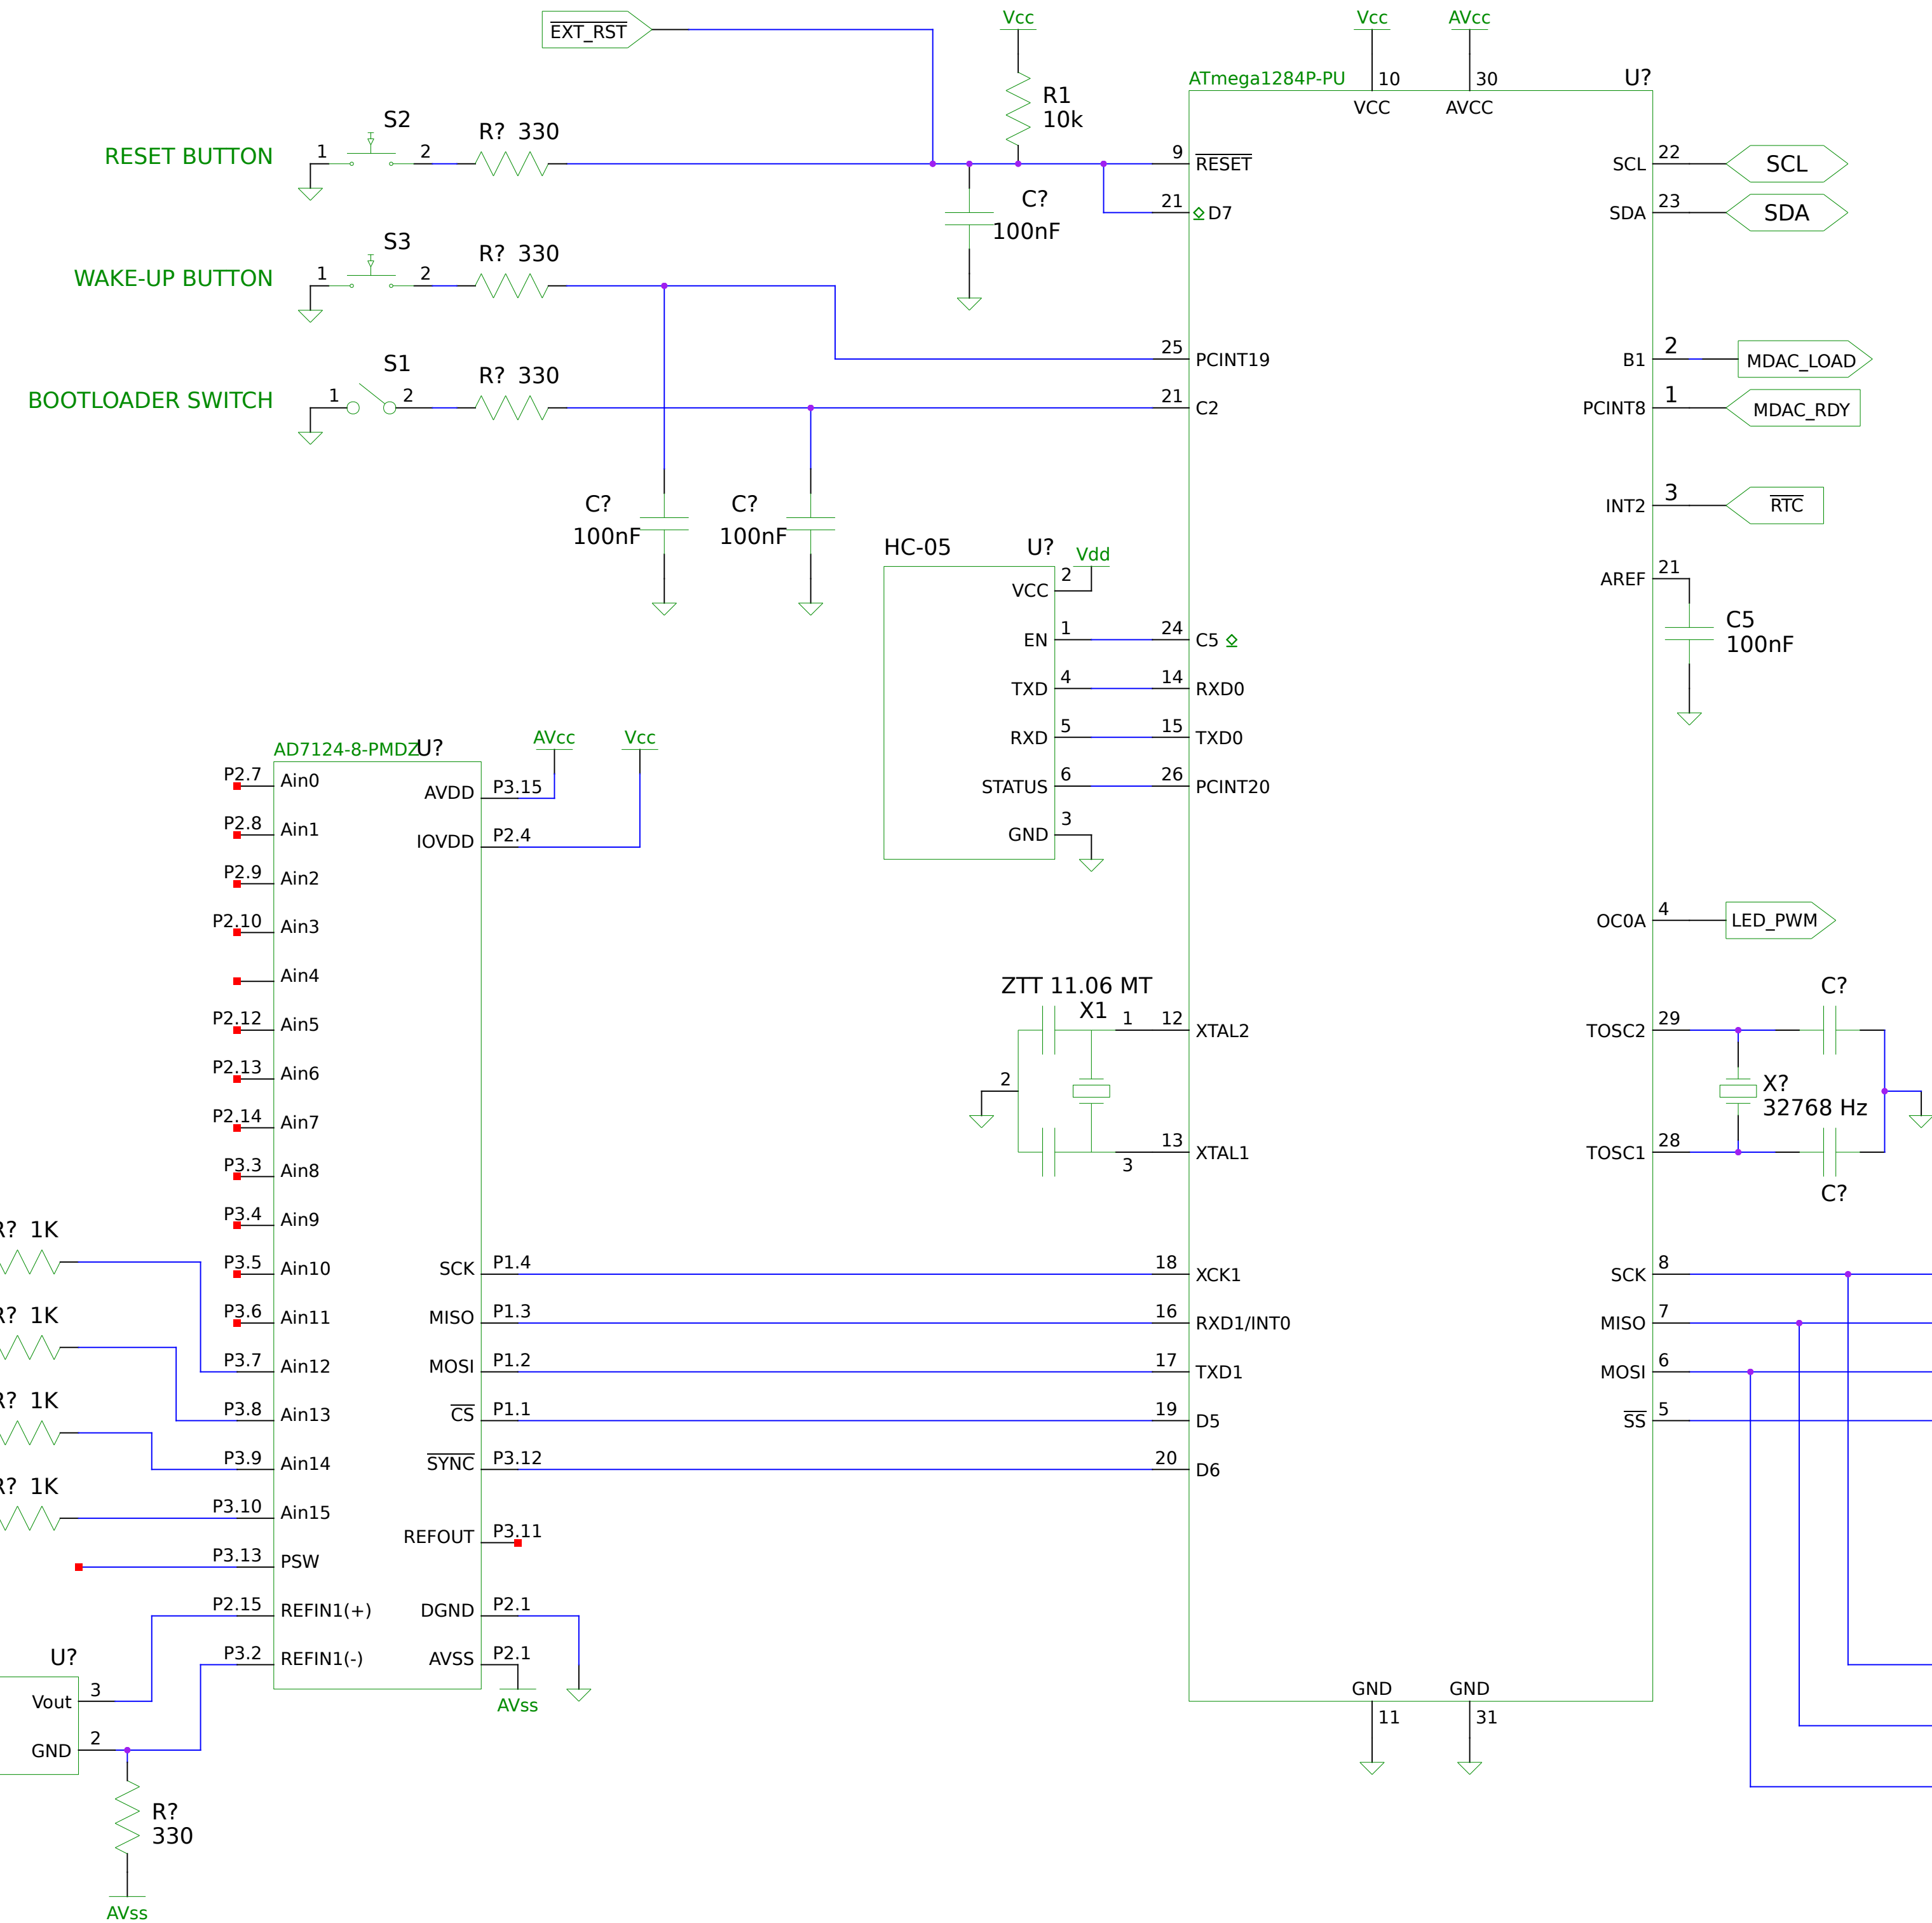 EXT_RST
Vcc
Vcc
AVcc
ATmega1284P-PU
U?
10
30
VCC
AVCC
R1
10k
RESET BUTTON
S2
1
2
R? 330
9
RESET
21
D7
C?
100nF
SCL
22
SCL
SDA
23
SDA
WAKE-UP BUTTON
S3
1
2
R? 330
25
PCINT19
BOOTLOADER SWITCH
S1
1
2
R? 330
21
C2
B1
2
MDAC_LOAD
PCINT8
1
MDAC_RDY
INT2
3
RTC
AREF
21
C5
100nF
C?
100nF
C?
100nF
HC-05
U?
Vdd
VCC
2
EN
1
24
C5
TXD
4
14
RXD0
RXD
5
15
TXD0
STATUS
6
26
PCINT20
GND
3
OC0A
4
LED_PWM
ZTT 11.06 MT
X1
1
12
XTAL2
2
13
XTAL1
3
C?
TOSC2
29
X?
32768 Hz
TOSC1
28
C?
AD7124-8-PMDZ
U?
AVcc
Vcc
P2.7
Ain0
P2.8
Ain1
P2.9
Ain2
P2.10
Ain3
Ain4
P2.12
Ain5
P2.13
Ain6
P2.14
Ain7
P3.3
Ain8
P3.4
Ain9
P3.5
Ain10
P3.6
Ain11
P3.7
Ain12
P3.8
Ain13
P3.9
Ain14
P3.10
Ain15
P3.13
PSW
P2.15
REFIN1(+)
P3.2
REFIN1(-)
AVDD
P3.15
IOVDD
P2.4
SCK
P1.4
MISO
P1.3
MOSI
P1.2
CS
P1.1
SYNC
P3.12
REFOUT
P3.11
DGND
P2.1
AVSS
P2.1
AVss
R? 1K
R? 1K
R? 1K
R? 1K
18
XCK1
16
RXD1/INT0
17
TXD1
19
D5
20
D6
SCK
8
MISO
7
MOSI
6
SS
5
GND
11
GND
31
U?
Vout
3
GND
2
R?
330
AVss